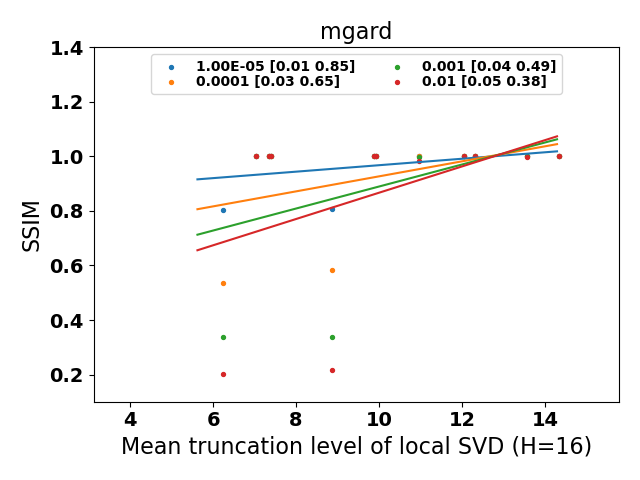 mgard
1.4
1.00E-05 [0.01 0.85]
0.001 [0.04 0.49]
0.0001 [0.03 0.65]
0.01 [0.05 0.38]
1.2
1.0
0.8
0.6
0.4
0.2
SSIM
4 6 8 10 12 14
Mean truncation level of local SVD (H=16)